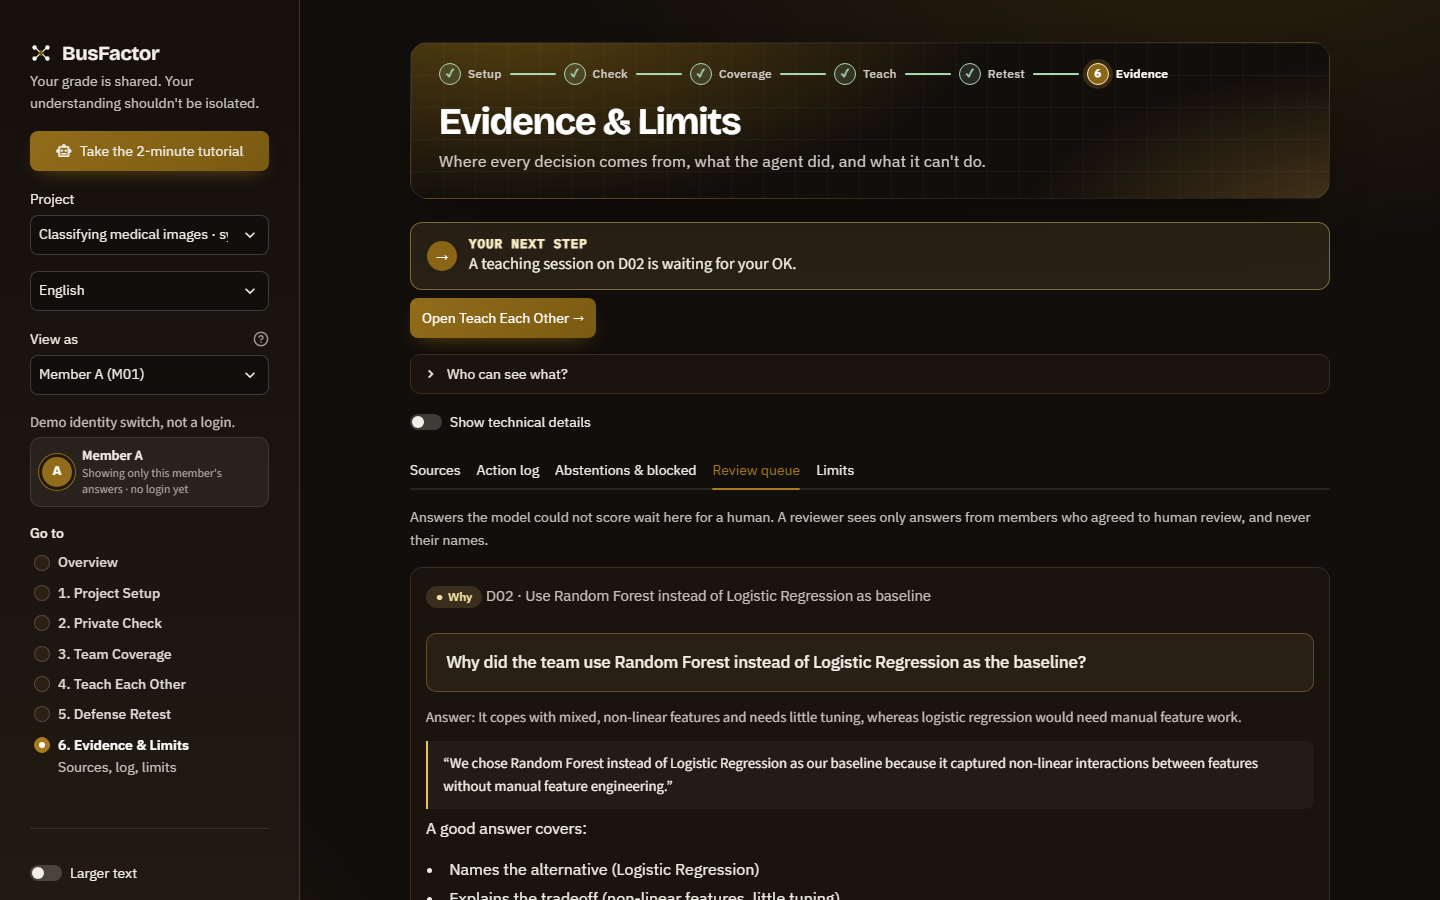 BusFactor
Your grade is shared. Your
understanding shouldn't be isolated.
Take the 2-minute tutorial
Project
Classifying medical images · sy
English
View as
Member A (M01)
Demo identity switch, not a login.
A
Member A
Showing only this member's
answers · no login yet
Go to
Overview
1. Project Setup
2. Private Check
3. Team Coverage
4. Teach Each Other
5. Defense Retest
6. Evidence & Limits
Sources, log, limits
Larger text
✓ Setup ✓ Check ✓ Coverage ✓ Teach ✓ Retest 6 Evidence
Evidence & Limits
Where every decision comes from, what the agent did, and what it can't do.
→
YOUR NEXT STEP
A teaching session on D02 is waiting for your OK.
Open Teach Each Other →
Who can see what?
Show technical details
Sources Action log Abstentions & blocked Review queue Limits
Answers the model could not score wait here for a human. A reviewer sees only answers from members who agreed to human review, and never
their names.
● Why D02 · Use Random Forest instead of Logistic Regression as baseline
Why did the team use Random Forest instead of Logistic Regression as the baseline?
Answer: It copes with mixed, non-linear features and needs little tuning, whereas logistic regression would need manual feature work.
“We chose Random Forest instead of Logistic Regression as our baseline because it captured non-linear interactions between features
without manual feature engineering.”
A good answer covers:
• Names the alternative (Logistic Regression)
• Explains the tradeoff (non-linear features, little tuning)